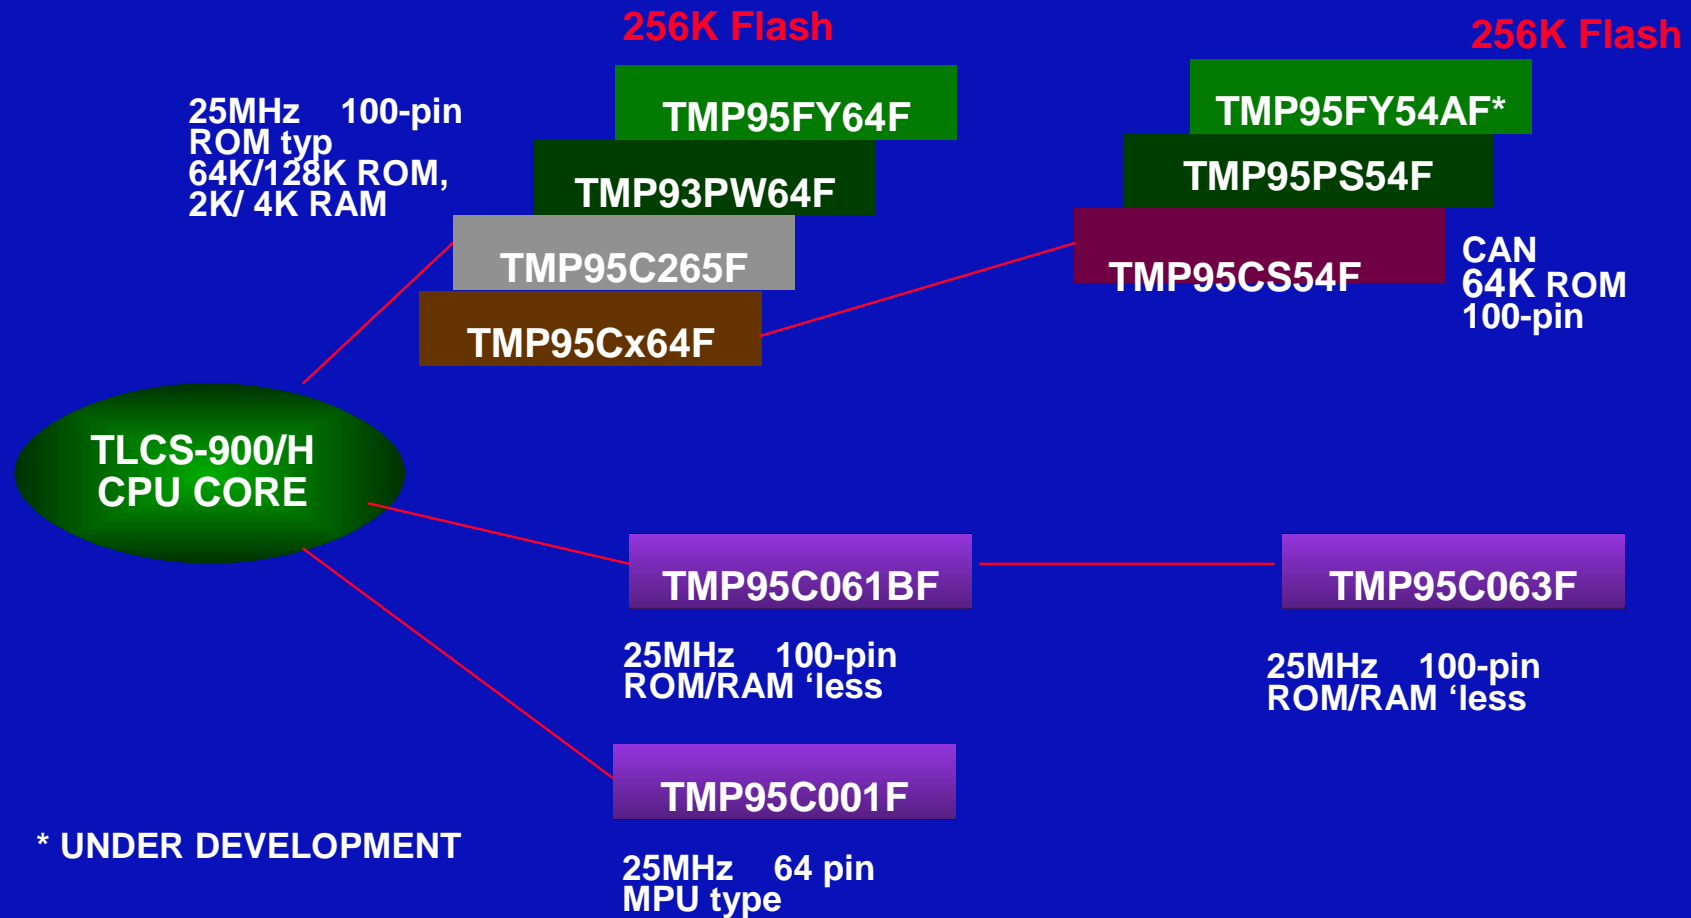 256K Flash
256K Flash
25MHz 100-pin
ROM typ
64K/128K ROM,
2K/ 4K RAM
TMP95FY64F
TMP93PW64F
TMP95C265F
TMP95Cx64F
TMP95FY54AF*
TMP95PS54F
TMP95CS54F
CAN
64K ROM
100-pin
TLCS-900/H
CPU CORE
TMP95C061BF
25MHz 100-pin
ROM/RAM ‘less
TMP95C063F
25MHz 100-pin
ROM/RAM ‘less
TMP95C001F
25MHz 64 pin
MPU type
* UNDER DEVELOPMENT